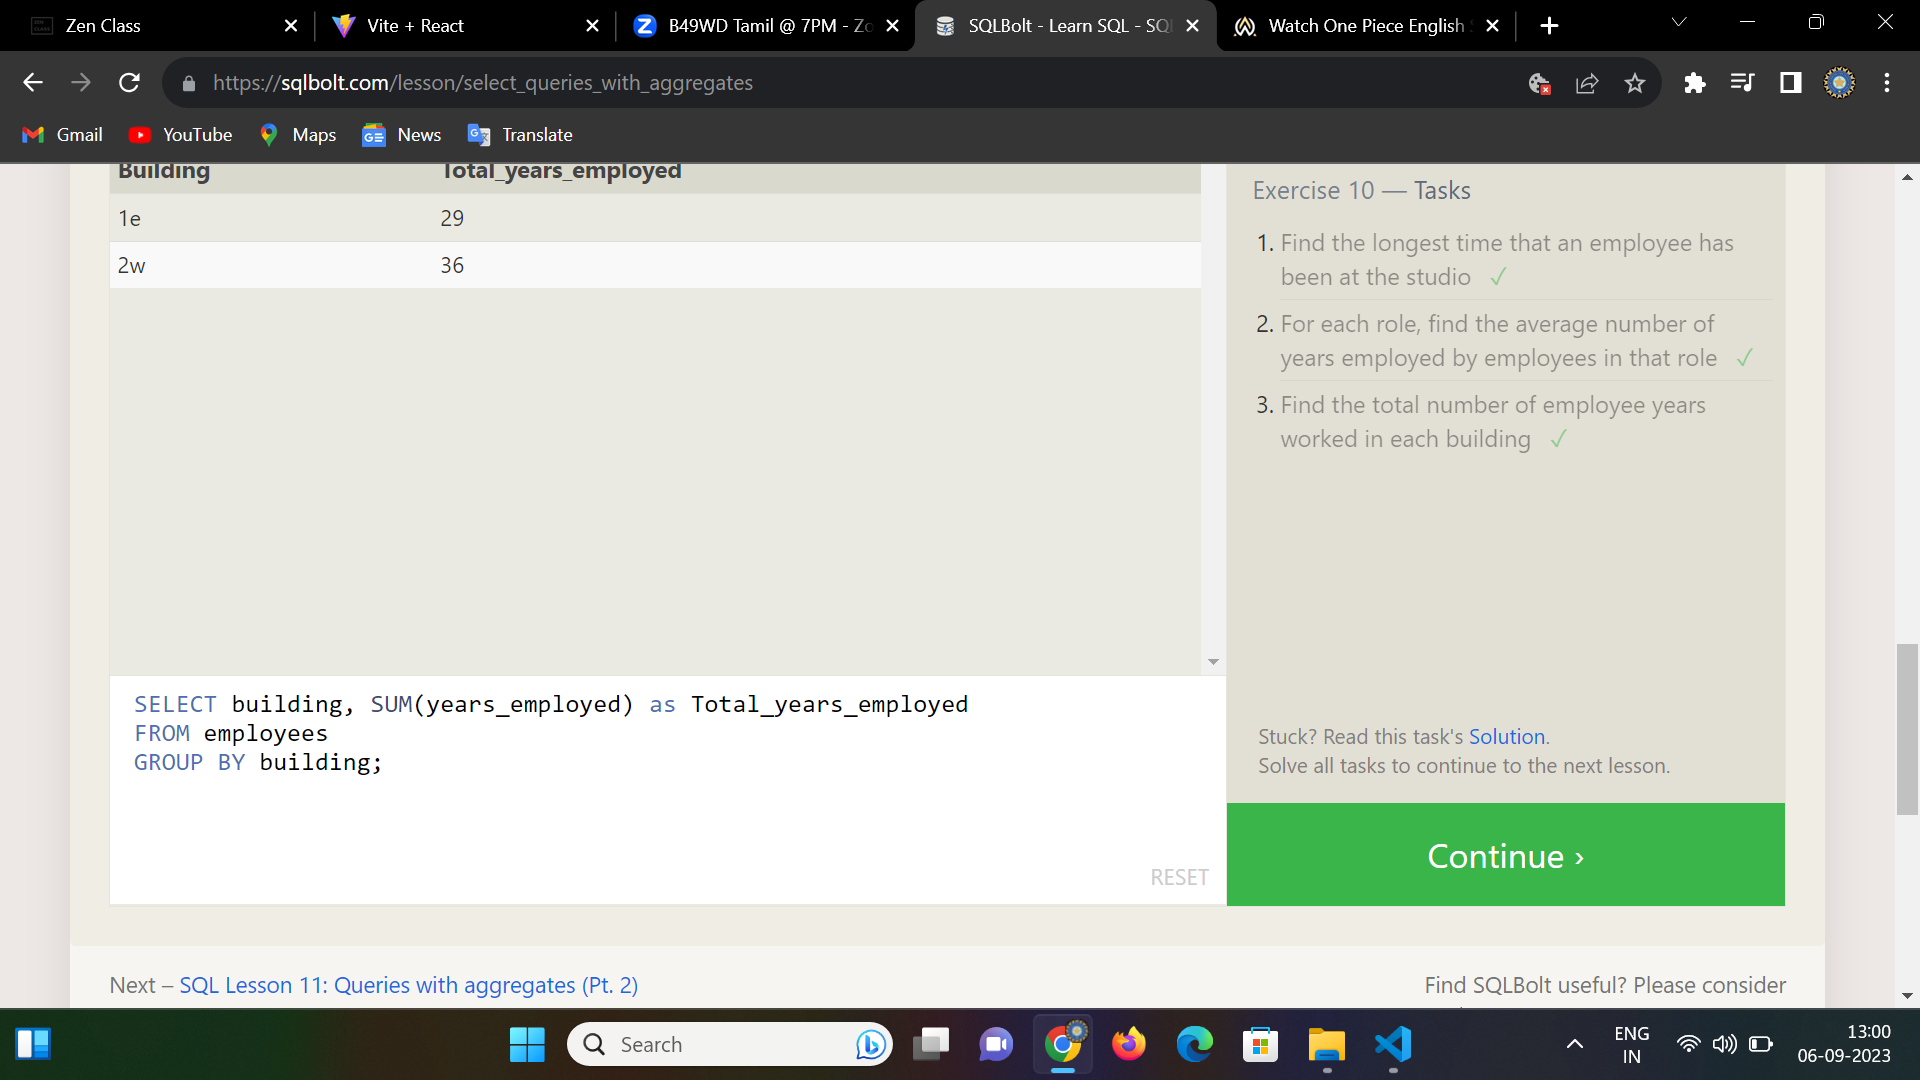 Zen Class
Vite + React
B49WD Tamil @ 7PM - Zo
SQLBolt - Learn SQL - SQ
Watch One Piece English
https://sqlbolt.com/lesson/select_queries_with_aggregates
Gmail
YouTube
Maps
News
Translate
Building Total_years_employed
1e 29
2w 36
Exercise 10 — Tasks
1. Find the longest time that an employee has
been at the studio ✓
2. For each role, find the average number of
years employed by employees in that role ✓
3. Find the total number of employee years
worked in each building ✓
SELECT building, SUM(years_employed) as Total_years_employed
FROM employees
GROUP BY building;
RESET
Stuck? Read this task's Solution.
Solve all tasks to continue to the next lesson.
Continue ›
Next – SQL Lesson 11: Queries with aggregates (Pt. 2)
Find SQLBolt useful? Please consider
Search
ENG
IN
13:00
06-09-2023